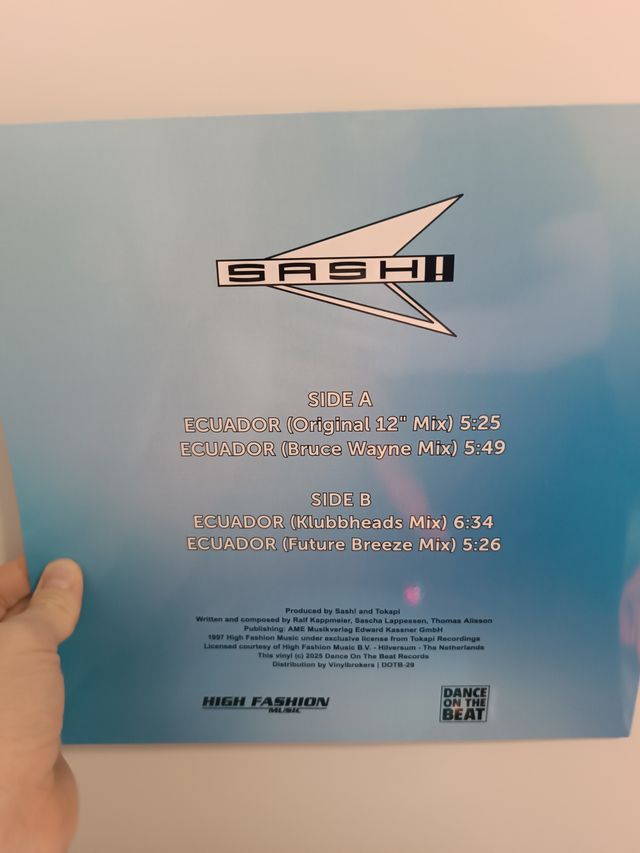 SASH!
SIDE A
ECUADOR (Original 12" Mix) 5:25
ECUADOR (Bruce Wayne Mix) 5:49
SIDE B
ECUADOR (Klubbheads Mix) 6:34
ECUADOR (Future Breeze Mix) 5:26
Produced by Sash! and Tokapi
Written and composed by Ralf Kappmeier, Sascha Lappessen, Thomas Alisson
Publishing: AME Musikverlag Edward Kassner GmbH
1997 High Fashion Music under exclusive license from Tokapi Recordings
Licensed courtesy of High Fashion Music B.V. - Hilversum - The Netherlands
This vinyl (c) 2025 Dance On The Beat Records
Distribution by Vinylbrokers | DOTB-29
HIGH FASHION
MUSIC
DANCE
ON THE
BEAT